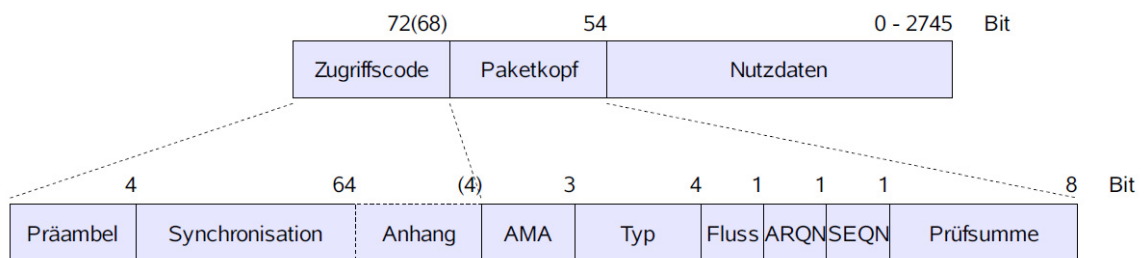 72(68) 54 0 - 2745 Bit
Zugriffscode Paketkopf Nutzdaten
4 64 (4) 3 4 1 1 1 8 Bit
Präambel Synchronisation Anhang AMA Typ Fluss ARQN SEQN Prüfsumme